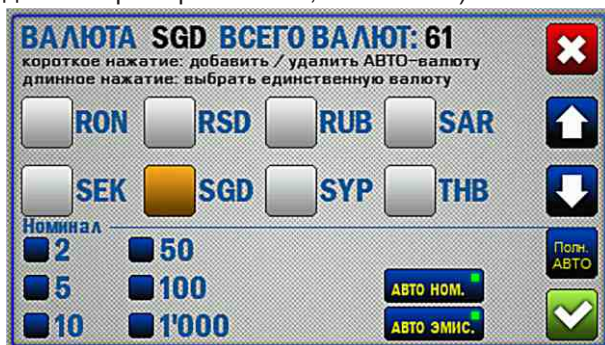 ВАЛЮТА SGD ВСЕГО ВАЛЮТ: 61
короткое нажатие: добавить / удалить АВТО-валюту
длинное нажатие: выбрать единственную валюту
RON RSD RUB SAR
SEK SGD SYP THB
Номинал
2 50
Полн.
АВТО
5 100
АВТО НОМ.
10 1'000
АВТО ЭМИС.